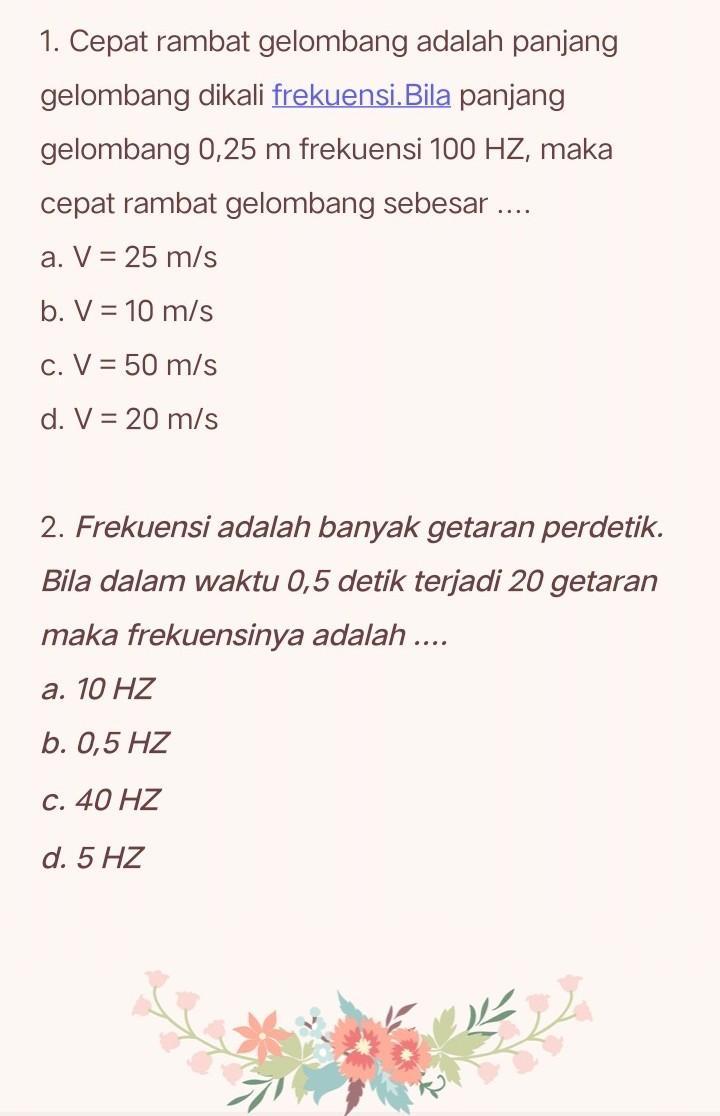 1. Cepat rambat gelombang adalah panjang
gelombang dikali frekuensi.Bila panjang
gelombang 0,25 m frekuensi 100 HZ, maka
cepat rambat gelombang sebesar ....
a. V = 25 m/s
b. V = 10 m/s
c. V = 50 m/s
d. V = 20 m/s
2. Frekuensi adalah banyak getaran perdetik.
Bila dalam waktu 0,5 detik terjadi 20 getaran
maka frekuensinya adalah ....
a. 10 HZ
b. 0,5 HZ
c. 40 HZ
d. 5 HZ